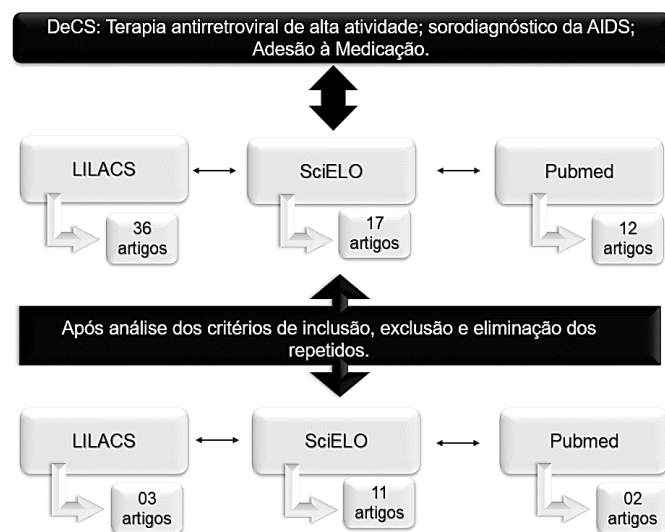 DeCS: Terapia antirretroviral de alta atividade; sorodiagnóstico da AIDS;
Adesão à Medicação.
LILACS
SciELO
Pubmed
36
artigos
17
artigos
12
artigos
Após análise dos critérios de inclusão, exclusão e eliminação dos
repetidos.
LILACS
SciELO
Pubmed
03
artigos
11
artigos
02
artigos